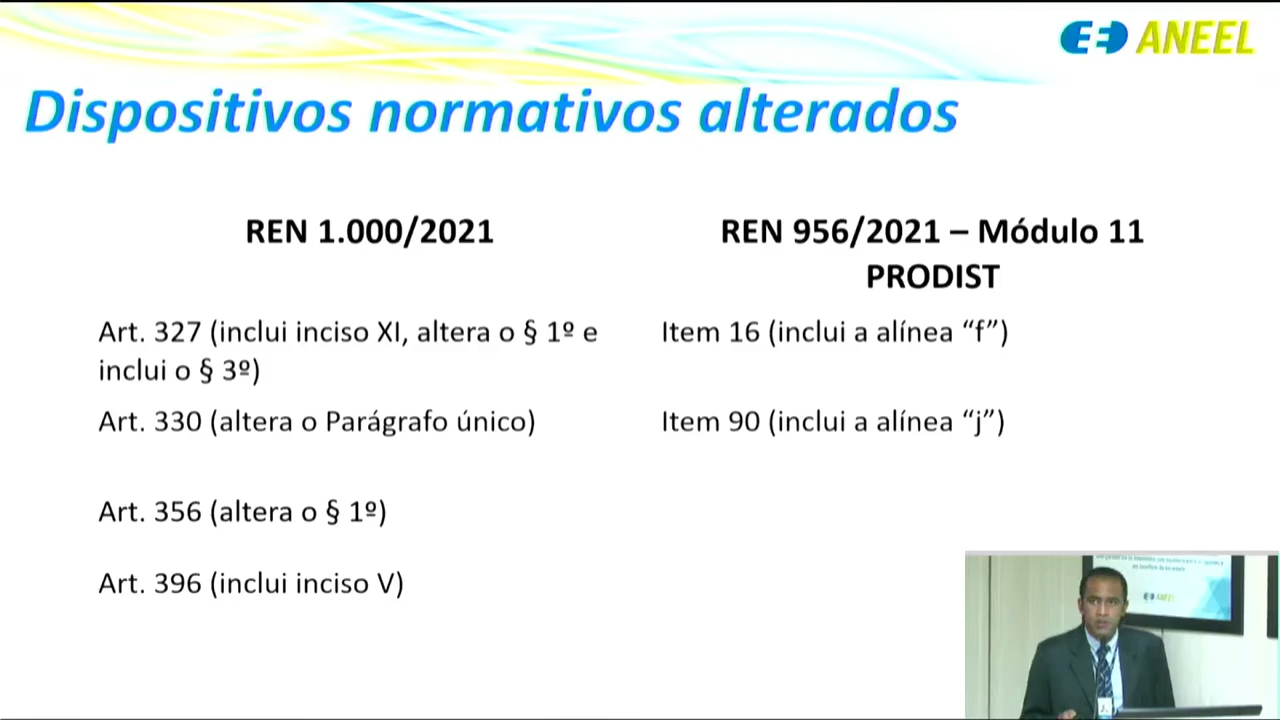 ANEEL
Dispositivos normativos alterados
REN 1.000/2021
REN 956/2021 – Módulo 11
PRODIST
Art. 327 (inclui inciso XI, altera o § 1º e
inclui o § 3º)
Item 16 (inclui a alínea “f”)
Art. 330 (altera o Parágrafo único)
Item 90 (inclui a alínea “j”)
Art. 356 (altera o § 1º)
Art. 396 (inclui inciso V)
ANEEL